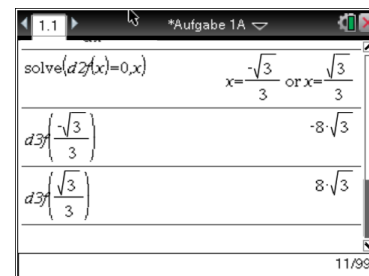 1.1 *Aufgabe 1A
solve(d2f(x)=0,x) x=-√3/3 or x=√3/3
d3f(-√3/3) -8·√3
d3f(√3/3) 8·√3
11/99